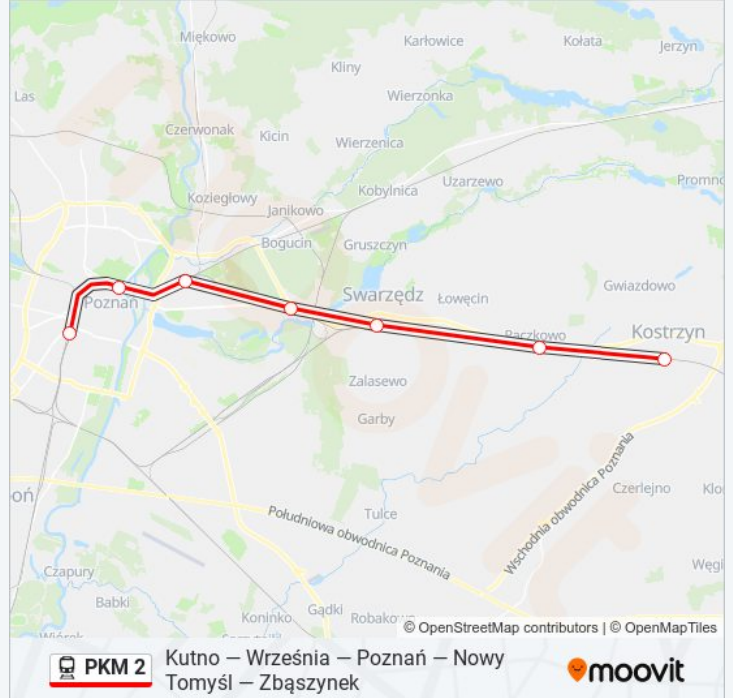 Miękowo
Karłowice
Kołata
Jerzyn
Kliny
Las
Wierzonka
Czerwonak
Kicin
Wierzenica
Kobylnica
Uzarzewo
Promno
Koziegłowy
Janikowo
Bogucin
Gruszczyn
Gwiazdowo
Swarzędz
Łowęcin
Poznań
Paczkowo
Kostrzyn
Zalasewo
Garby
Czerlejno
Południowa obwodnica Poznania
Tulce
Wschodnia obwodnica Poznania
Czapury
Babki
Gądki
Koninko
Robakowo
© OpenStreetMap contributors | © OpenMapTiles
PKM 2
Kutno — Września — Poznań — Nowy
Tomyśl — Zbąszynek
moovit